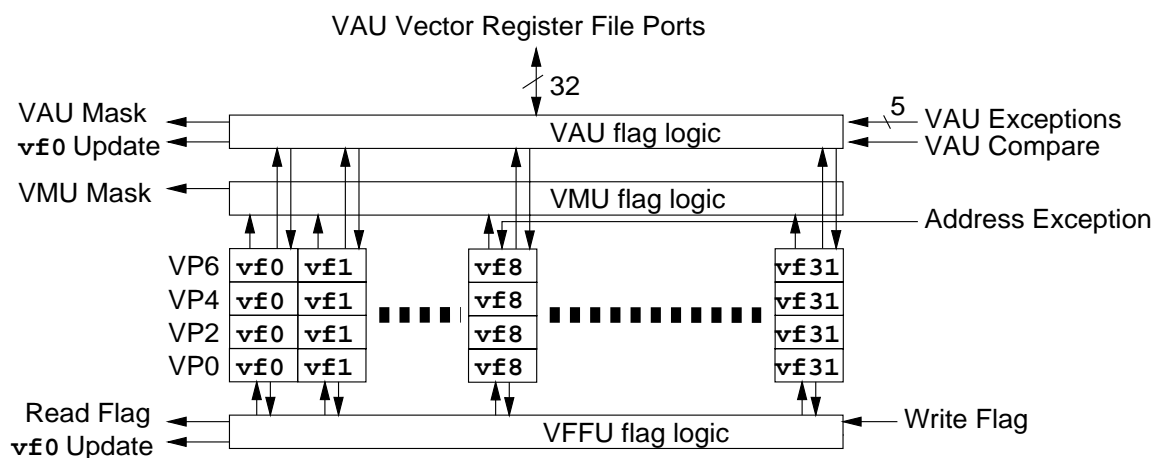 VAU Vector Register File Ports
32
VAU Mask
vf0 Update
VAU flag logic
5
VAU Exceptions
VAU Compare
VMU Mask
VMU flag logic
Address Exception
VP6 vf0 vf1 vf8 vf31
VP4 vf0 vf1 vf8 vf31
VP2 vf0 vf1 vf8 vf31
VP0 vf0 vf1 vf8 vf31
Read Flag
vf0 Update
VFFU flag logic
Write Flag